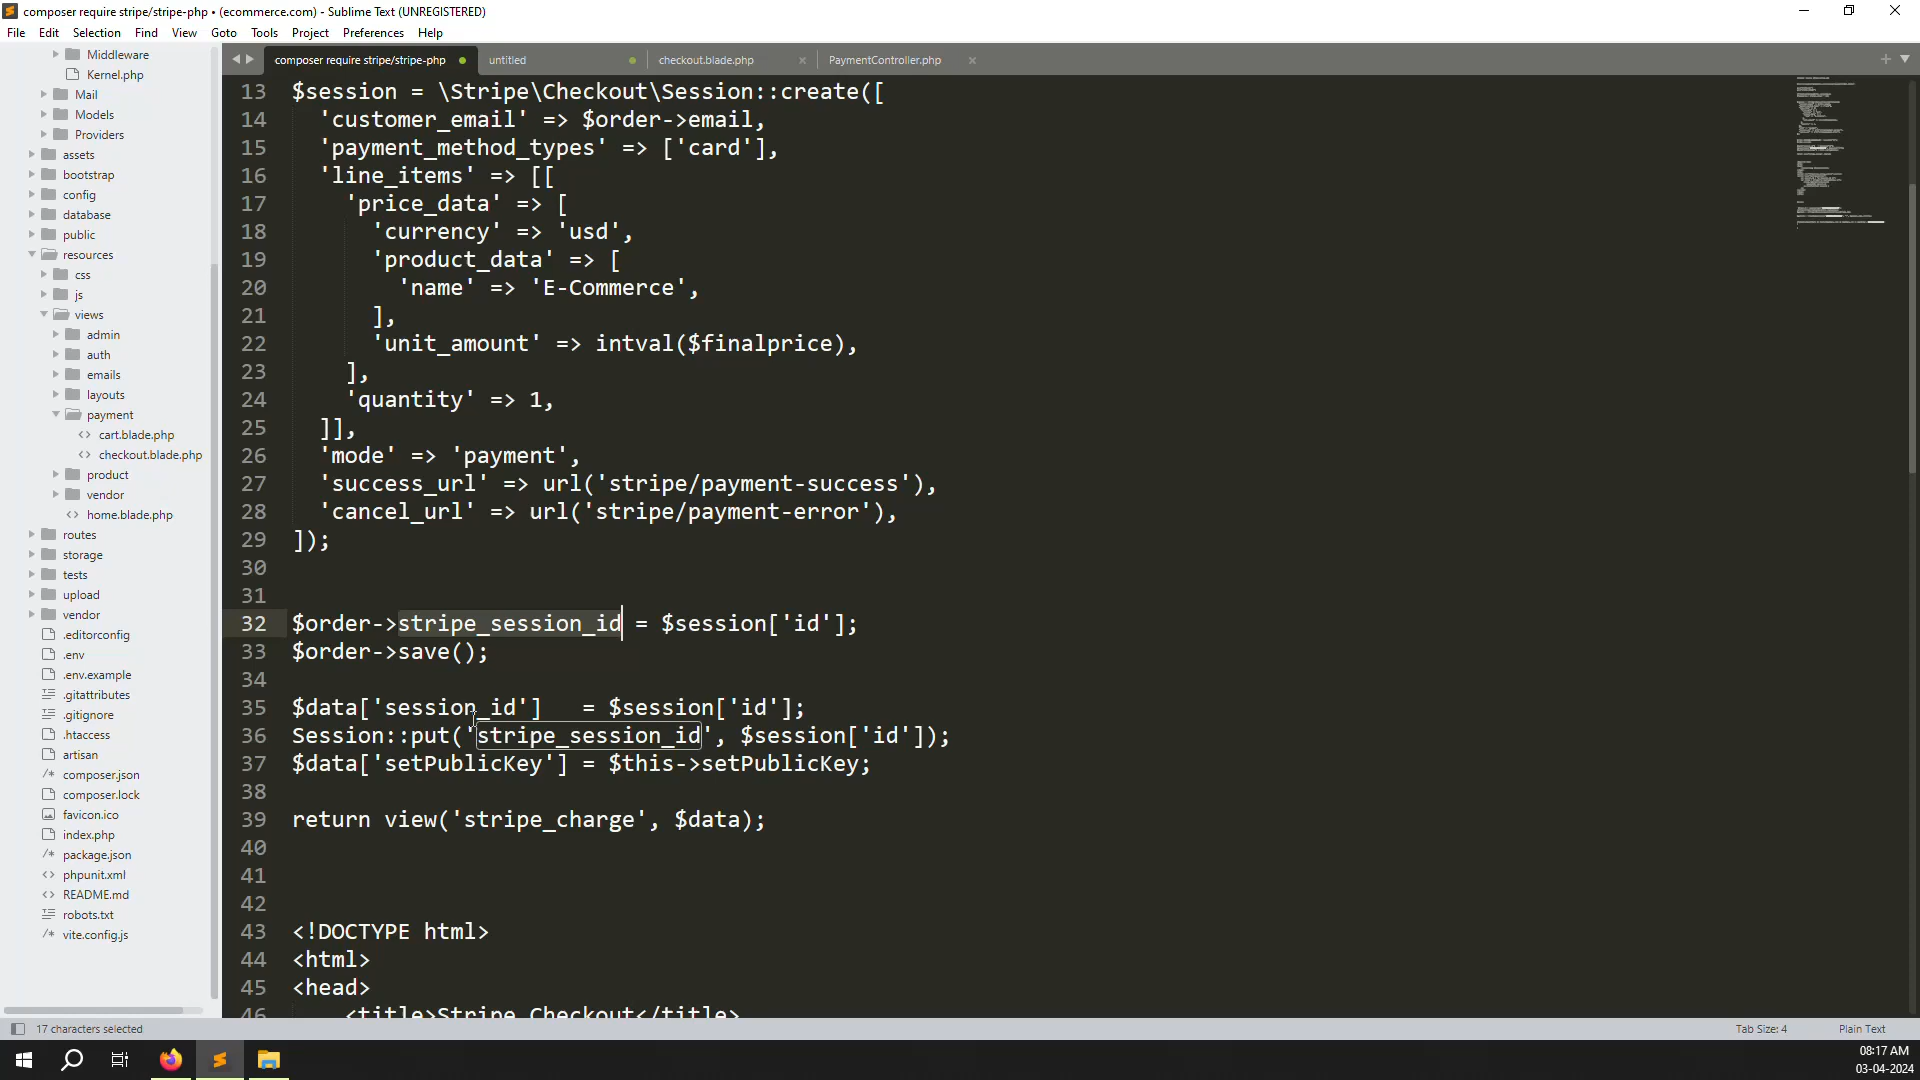 composer require stripe/stripe-php • (ecommerce.com) - Sublime Text (UNREGISTERED)
File Edit Selection Find View Goto Tools Project Preferences Help
composer require stripe/stripe-php
untitled
checkout.blade.php
PaymentController.php
Middleware
Kernel.php
Mail
Models
Providers
assets
bootstrap
config
database
public
resources
css
js
views
admin
auth
emails
layouts
payment
cart.blade.php
checkout.blade.php
product
vendor
home.blade.php
routes
storage
tests
upload
vendor
.editorconfig
.env
.env.example
.gitattributes
.gitignore
.htaccess
artisan
composer.json
composer.lock
favicon.ico
index.php
package.json
phpunit.xml
README.md
robots.txt
vite.config.js
13 $session = \Stripe\Checkout\Session::create([
14 'customer_email' => $order->email,
15 'payment_method_types' => ['card'],
16 'line_items' => [[
17 'price_data' => [
18 'currency' => 'usd',
19 'product_data' => [
20 'name' => 'E-Commerce',
21 ],
22 'unit_amount' => intval($finalprice),
23 ],
24 'quantity' => 1,
25 ]],
26 'mode' => 'payment',
27 'success_url' => url('stripe/payment-success'),
28 'cancel_url' => url('stripe/payment-error'),
29 ]);
30
31
32 $order->stripe_session_id = $session['id'];
33 $order->save();
34
35 $data['session_id']   = $session['id'];
36 Session::put('stripe_session_id', $session['id']);
37 $data['setPublicKey'] = $this->setPublicKey;
38
39 return view('stripe_charge', $data);
40
41
42
43 <!DOCTYPE html>
44 <html>
45 <head>
46 <title>Stripe Checkout</title>
17 characters selected
Tab Size: 4
Plain Text
08:17 AM
03-04-2024